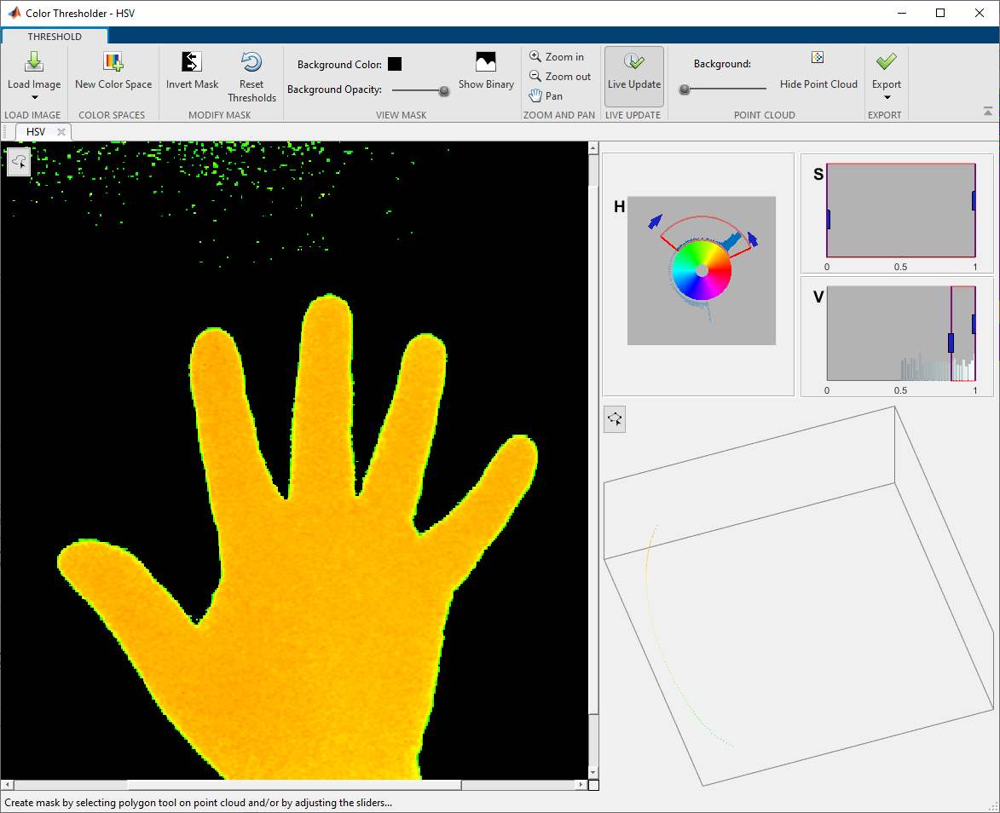 Color Thresholder - HSV
THRESHOLD
Load Image
LOAD IMAGE
New Color Space
COLOR SPACES
Invert Mask
Reset
Thresholds
MODIFY MASK
Background Color:
Background Opacity:
Show Binary
VIEW MASK
Zoom in
Zoom out
Pan
ZOOM AND PAN
Live Update
LIVE UPDATE
Background:
Hide Point Cloud
POINT CLOUD
Export
EXPORT
HSV
H
S
0 0.5 1
V
0 0.5 1
Create mask by selecting polygon tool on point cloud and/or by adjusting the sliders...